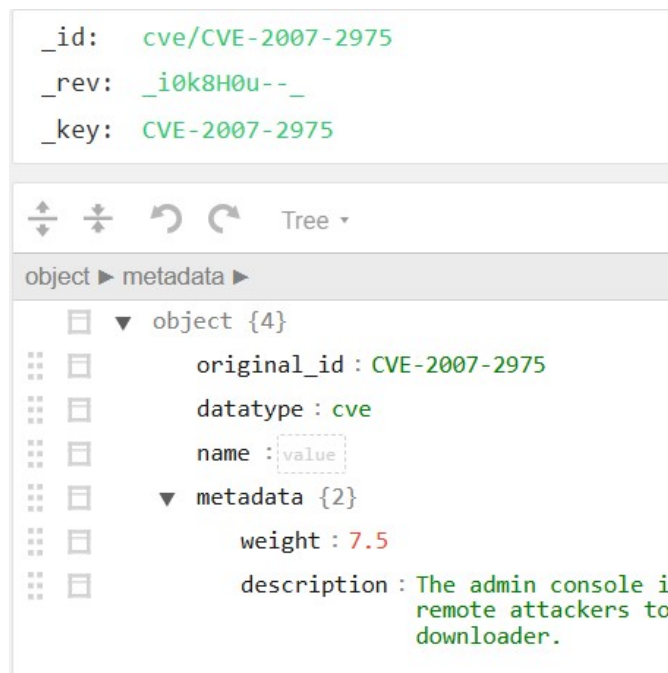 _id: cve/CVE-2007-2975
_rev: _i0k8H0u--_
_key: CVE-2007-2975
Tree
object ► metadata ►
object {4}
original_id : CVE-2007-2975
datatype : cve
name : value
metadata {2}
weight : 7.5
description : The admin console i
remote attackers to
downloader.